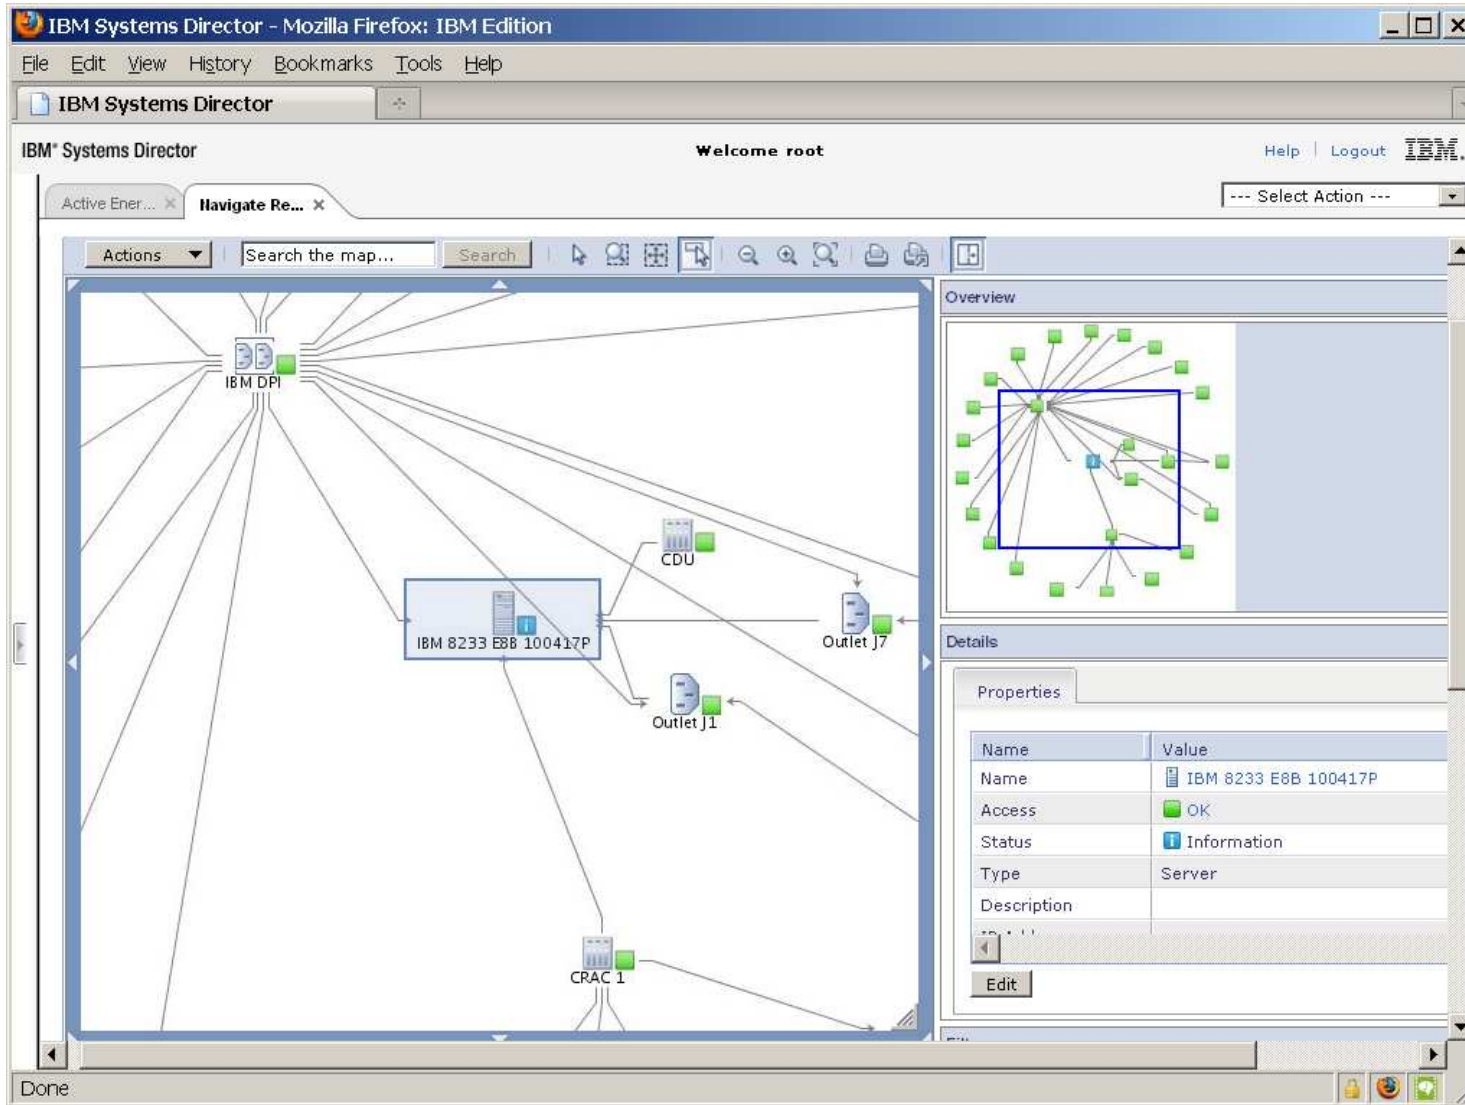 IBM Systems Director - Mozilla Firefox: IBM Edition
File Edit View History Bookmarks Tools Help
IBM Systems Director
IBM® Systems Director
Welcome root
Help | Logout IBM.
Active Ener... Navigate Re...
--- Select Action ---
Actions Search the map... Search
Overview
IBM DPI
CDU
IBM 8233 E8B 100417P
Outlet J7
Outlet J1
CRAC 1
Details
Properties
Name Value
Name IBM 8233 E8B 100417P
Access OK
Status Information
Type Server
Description
Edit
Done